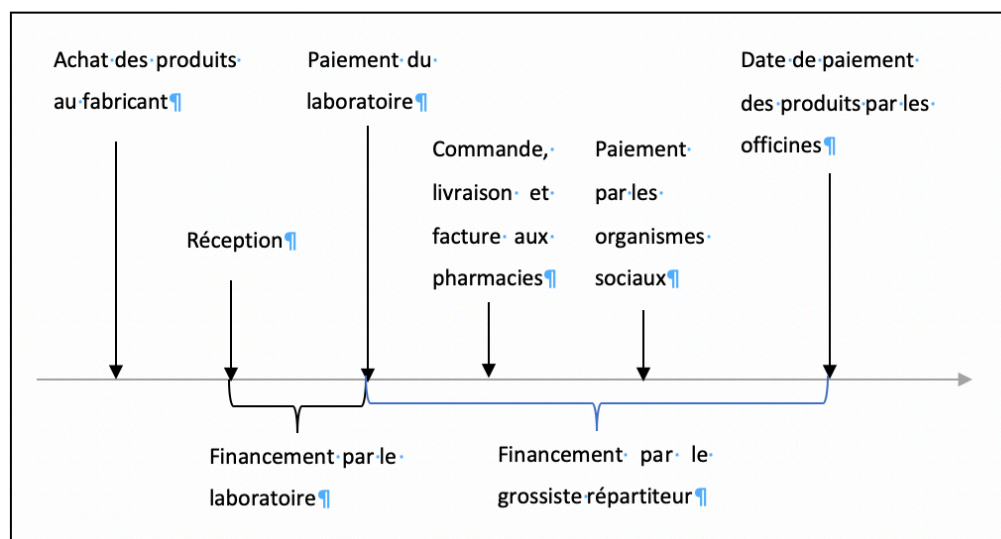 Achat des produits
au fabricant¶
Paiement du
laboratoire¶
Date de paiement
des produits par les
officines¶
Commande,
livraison et
facture aux
pharmacies¶
Paiement
par les
organismes
sociaux¶
Réception¶
Financement par le
laboratoire¶
Financement par le
grossiste répartiteur¶